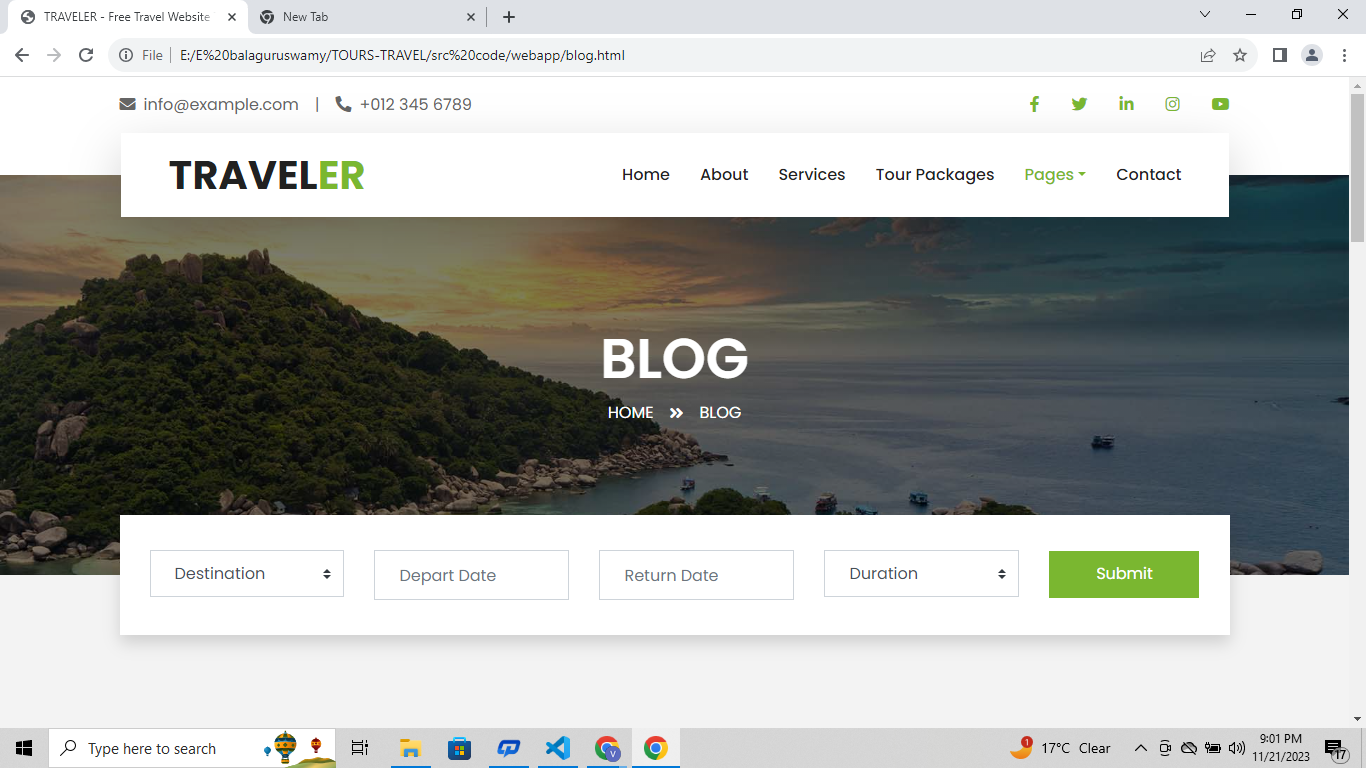 TRAVELER - Free Travel Website
New Tab
File
E:/E%20balaguruswamy/TOURS-TRAVEL/src%20code/webapp/blog.html
info@example.com | +012 345 6789
TRAVELER
Home About Services Tour Packages Pages Contact
BLOG
HOME BLOG
Destination Depart Date Return Date Duration Submit
Type here to search
V
1
17°C Clear
9:01 PM
11/21/2023
17